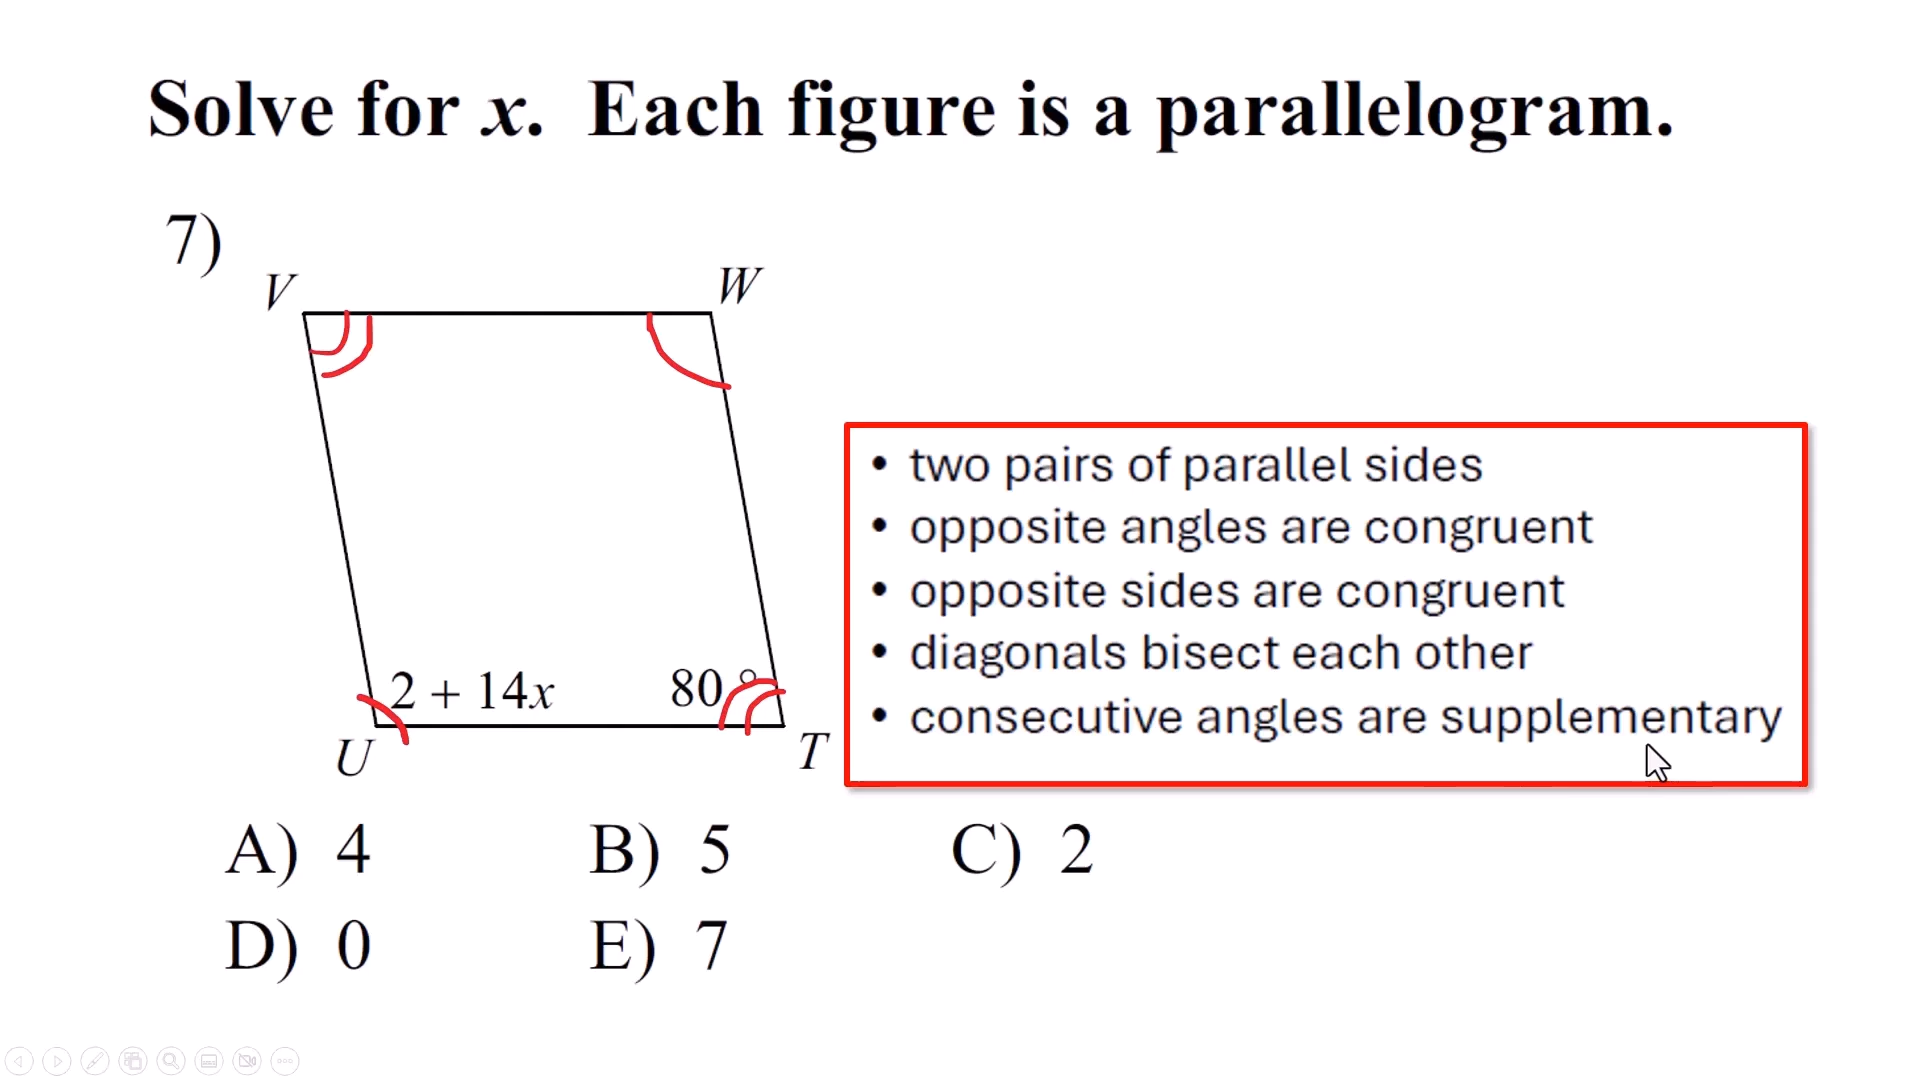 Solve for x. Each figure is a parallelogram.
7)
V
W
2 + 14x
80 °
U
T
• two pairs of parallel sides
• opposite angles are congruent
• opposite sides are congruent
• diagonals bisect each other
• consecutive angles are supplementary
A) 4 B) 5 C) 2
D) 0 E) 7